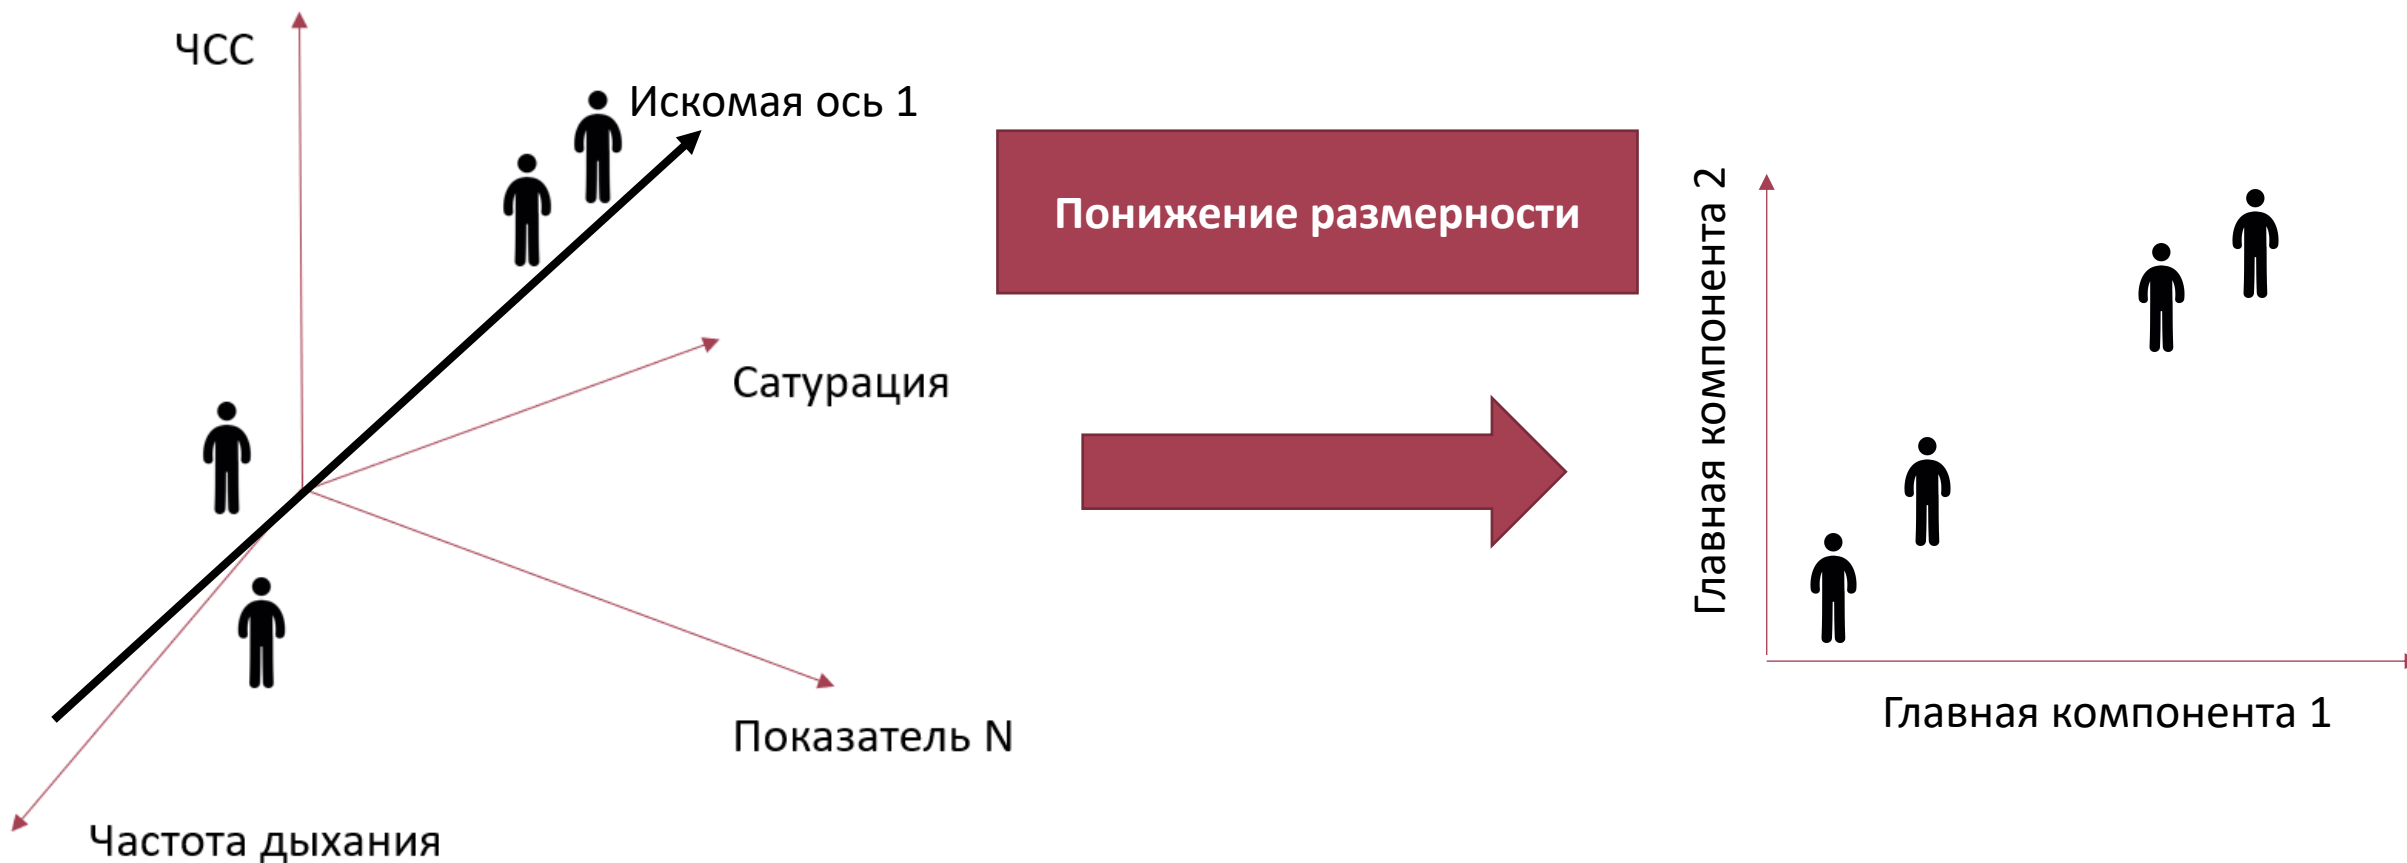 ЧСС
Искомая ось 1
Сатурация
Показатель N
Частота дыхания
Понижение размерности
Главная компонента 2
Главная компонента 1